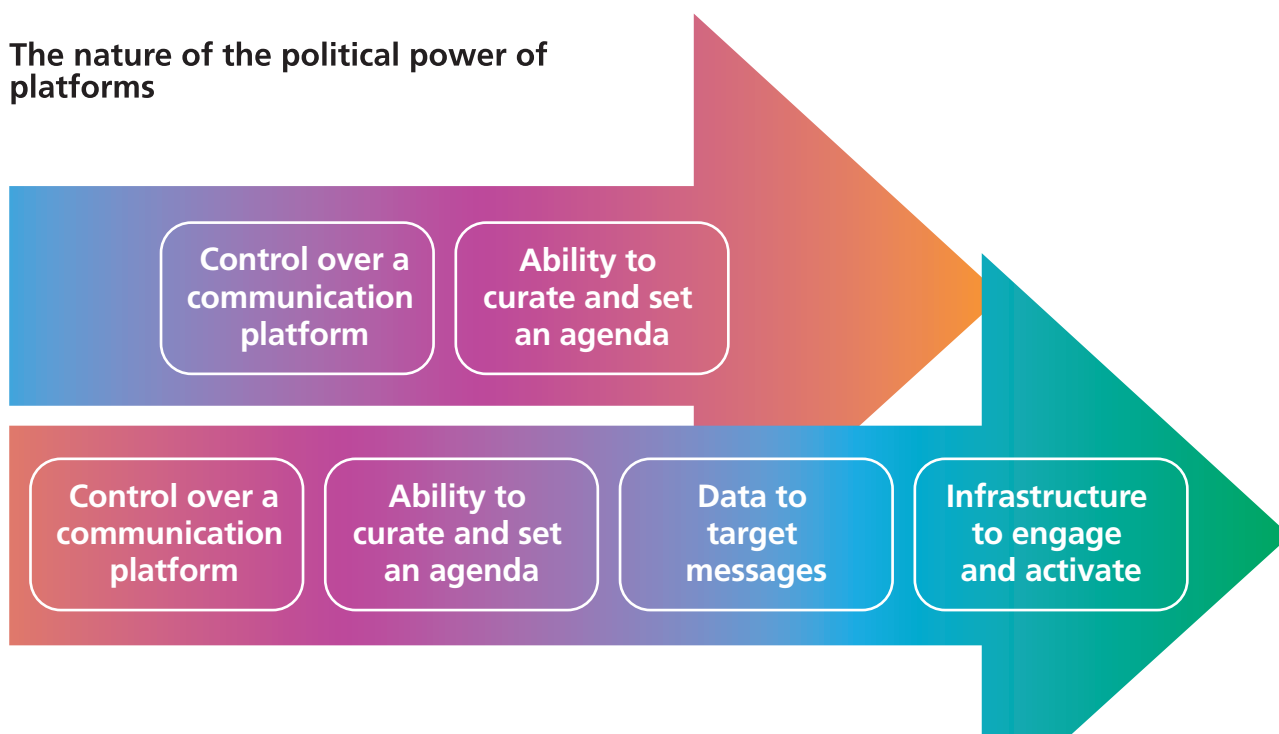 The nature of the political power of
platforms
Control over a
communication
platform
Ability to
curate and set
an agenda
Control over a
communication
platform
Ability to
curate and set
an agenda
Data to
target
messages
Infrastructure
to engage
and activate